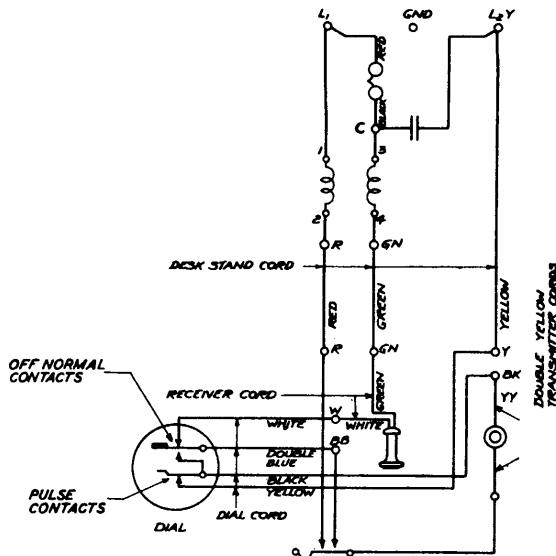 L1 GND L2 Y
RED
BLACK
C
1 3
2 4
R GN
DESK STAND CORD
RED
GREEN
YELLOW
DOUBLE YELLOW
TRANSMITTER CORDS
R GN Y
BK
OFF NORMAL
CONTACTS
RECEIVER CORD
GREEN
YY
W
WHITE WHITE
BB
DOUBLE
BLUE
BLACK
YELLOW
PULSE
CONTACTS
DIAL CORD
DIAL